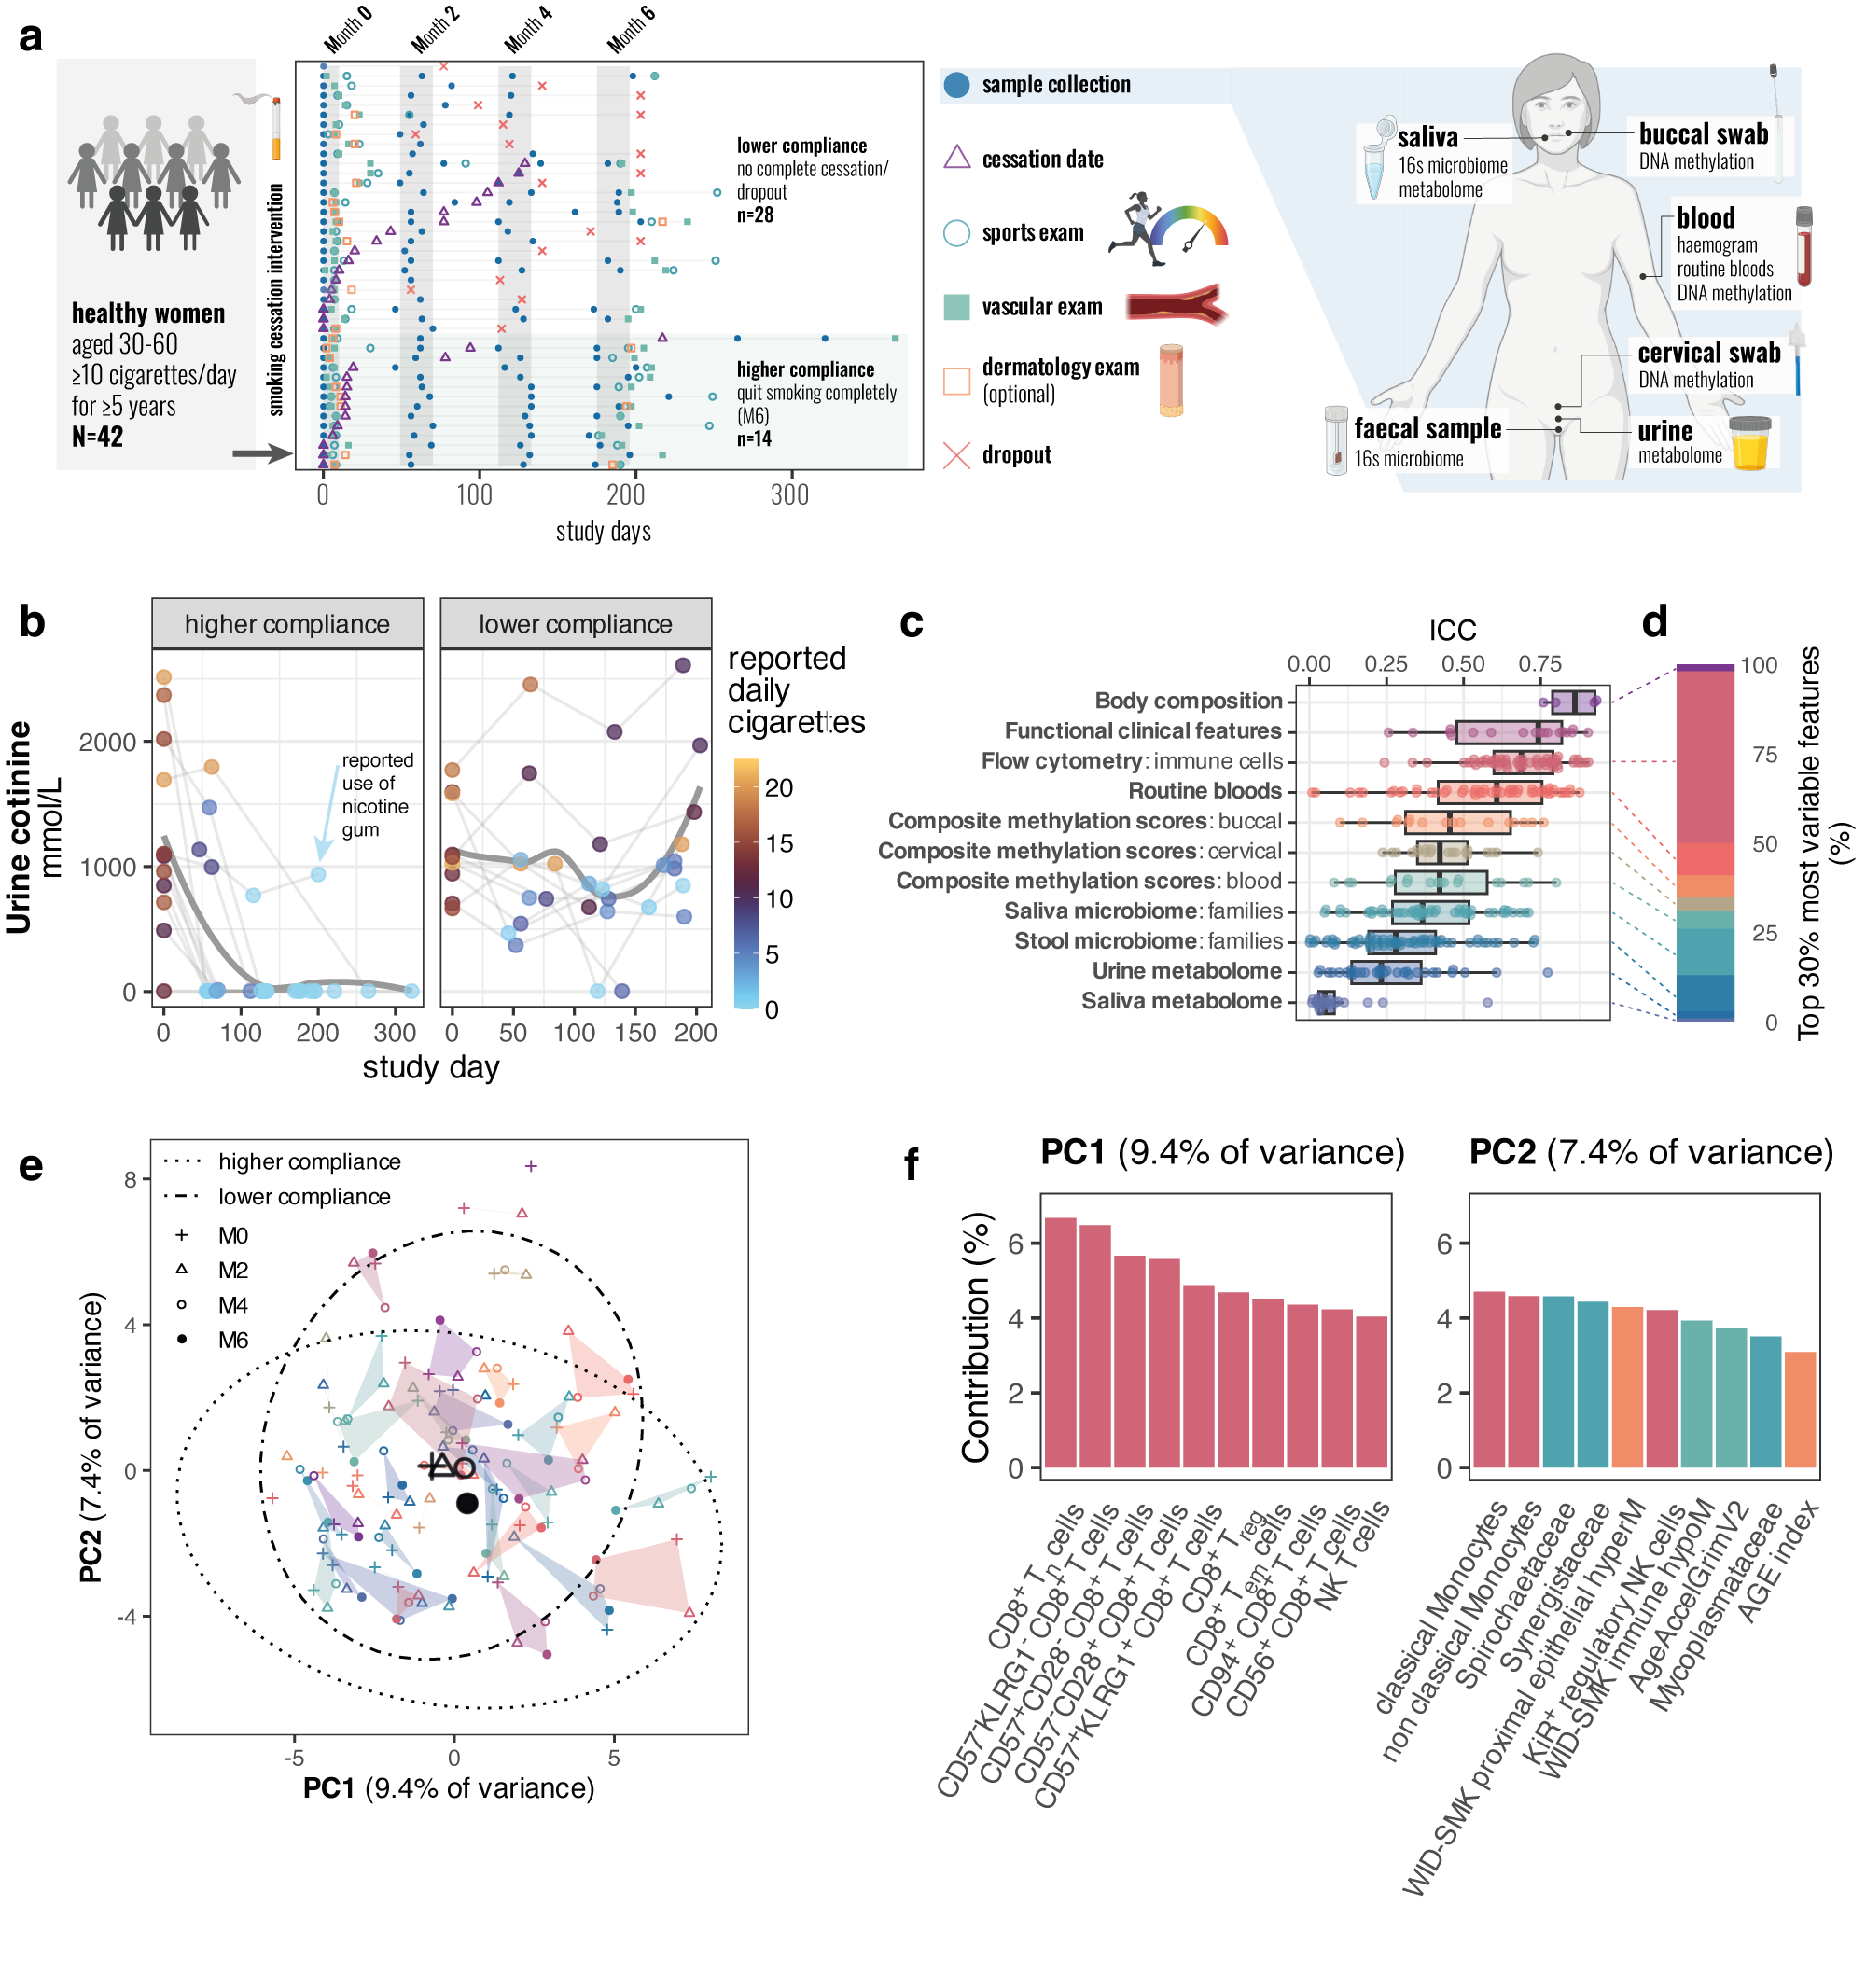 a
Month 0
Month 2
Month 4
Month 6
healthy women
aged 30-60
≥10 cigarettes/day
for ≥5 years
N=42
smoking cessation intervention
lower compliance
no complete cessation/
dropout
n=28
higher compliance
quit smoking completely
(M6)
n=14
0
100
200
300
study days
sample collection
cessation date
sports exam
vascular exam
dermatology exam
(optional)
dropout
saliva
16s microbiome
metabolome
buccal swab
DNA methylation
blood
haemogram
routine bloods
DNA methylation
cervical swab
DNA methylation
faecal sample
16s microbiome
urine
metabolome
b
higher compliance
lower compliance
Urine cotinine
mmol/L
2000
1000
0
reported
use of
nicotine
gum
0
100
200
300
0
50
100
150
200
study day
reported
daily
cigarettes
20
15
10
5
0
c
ICC
0.00
0.25
0.50
0.75
Body composition
Functional clinical features
Flow cytometry: immune cells
Routine bloods
Composite methylation scores: buccal
Composite methylation scores: cervical
Composite methylation scores: blood
Saliva microbiome: families
Stool microbiome: families
Urine metabolome
Saliva metabolome
d
100
75
50
25
0
Top 30% most variable features
(%)
e
higher compliance
lower compliance
M0
M2
M4
M6
8
4
0
-4
PC2 (7.4% of variance)
-5
0
5
PC1 (9.4% of variance)
f
PC1 (9.4% of variance)
Contribution (%)
6
4
2
0
CD8⁺ Tₙ cells
CD57⁻KLRG1⁻ CD8⁺ T cells
CD57⁺CD28⁻ CD8⁺ T cells
CD57⁻CD28⁺ CD8⁺ T cells
CD57⁺KLRG1⁺ CD8⁺ T cells
CD8⁺ Treg
CD8⁺ Tem cells
CD94⁺ CD8⁺ T cells
CD56⁺ CD8⁺ T cells
NK T cells
PC2 (7.4% of variance)
6
4
2
0
classical Monocytes
non classical Monocytes
Spirochaetaceae
Synergistaceae
WID-SMK proximal epithelial hyperM
KiR⁺ regulatory NK cells
WID-SMK immune hypoM
AgeAccelGrimV2
Mycoplasmataceae
AGE index